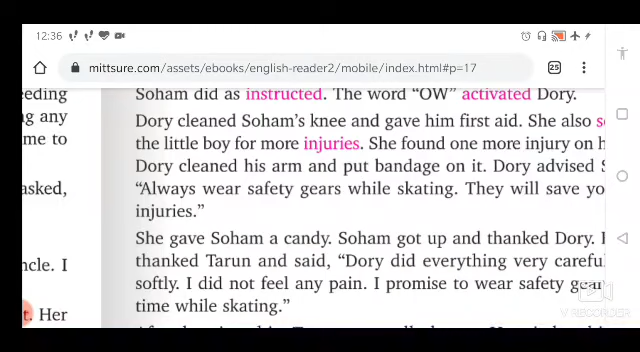 12:36
25
mittsure.com/assets/ebooks/english-reader2/mobile/index.html#p=17
eeding
Soham did as instructed. The word “OW” activated Dory.
ng any
Dory cleaned Soham’s knee and gave him first aid. She also s
me to
the little boy for more injuries. She found one more injury on h
Dory cleaned his arm and put bandage on it. Dory advised S
asked,
“Always wear safety gears while skating. They will save yo
injuries.”
She gave Soham a candy. Soham got up and thanked Dory. H
ncle. I
thanked Tarun and said, “Dory did everything very careful
softly. I did not feel any pain. I promise to wear safety gear
t. Her
time while skating.”
V RECORDER